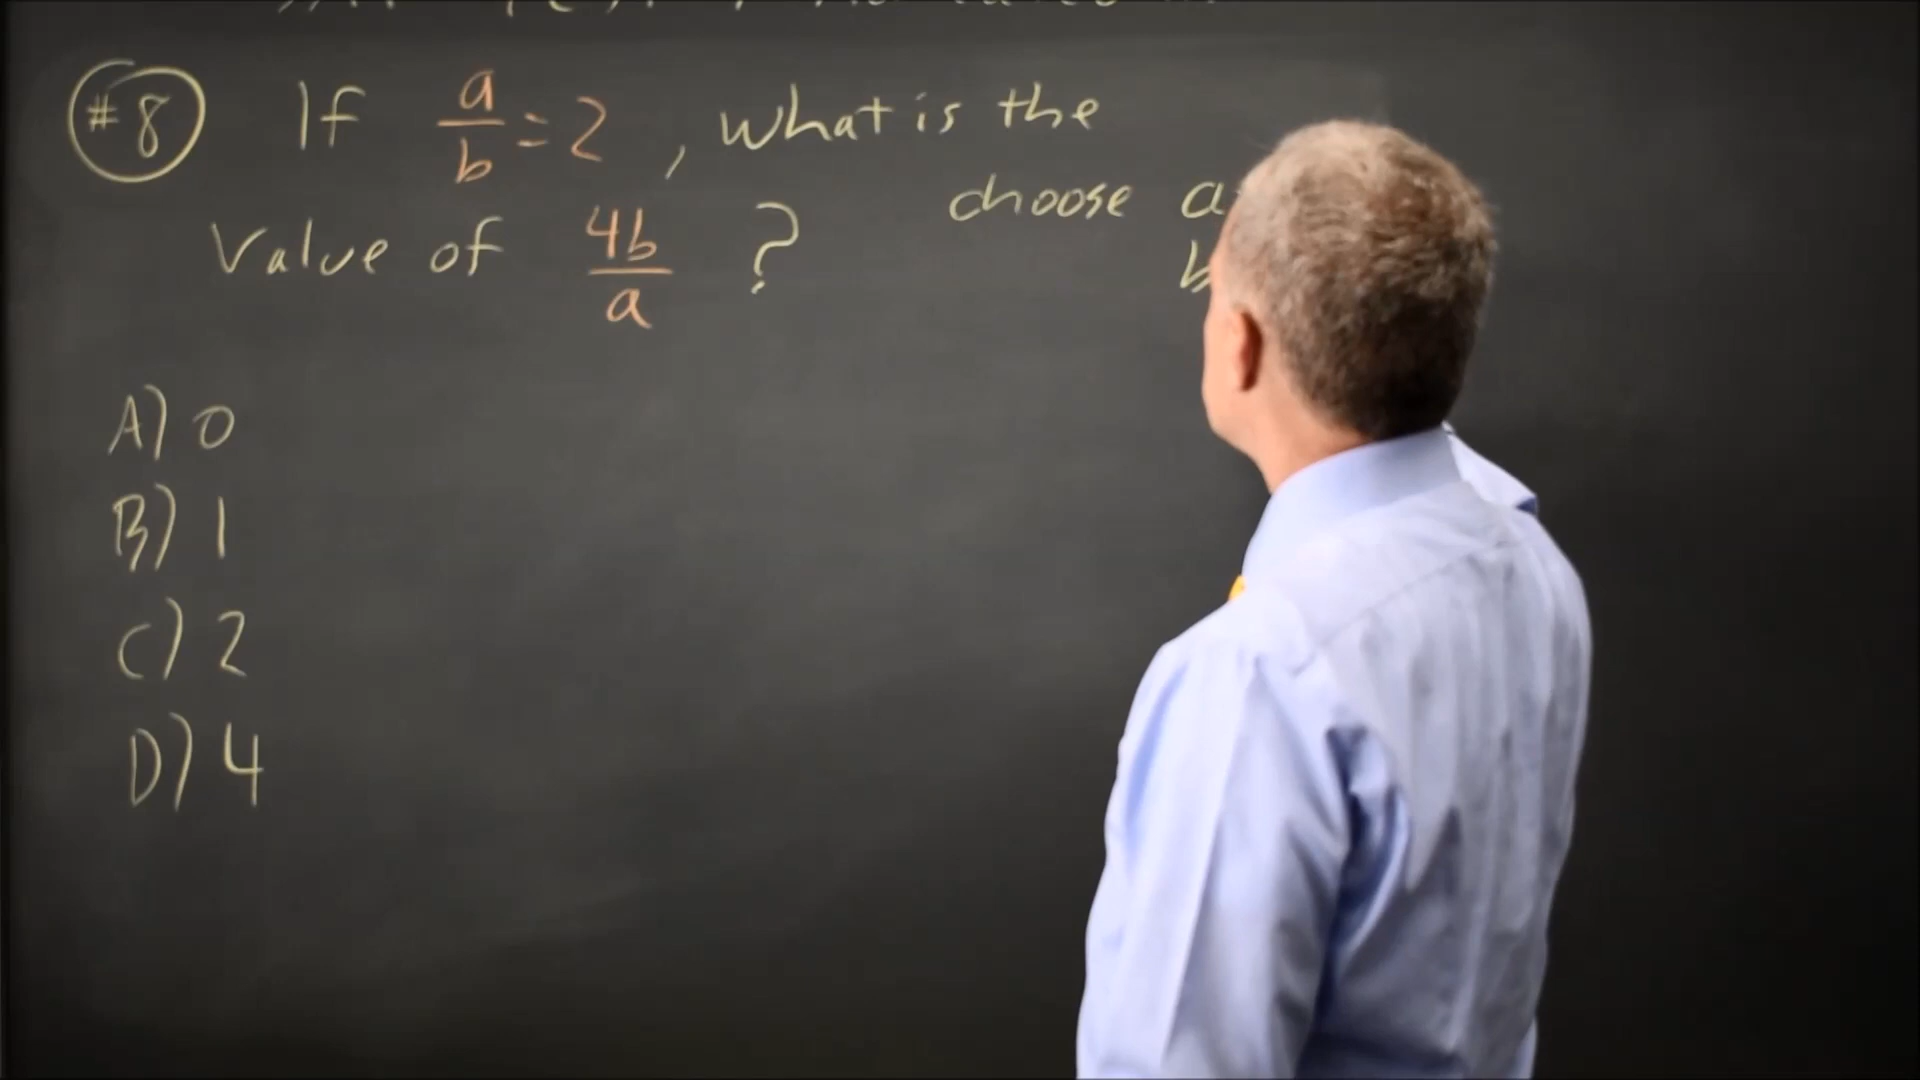 #8 If a/b = 2, what is the
value of 4b/a ?
choose a
b
A) 0
B) 1
C) 2
D) 4